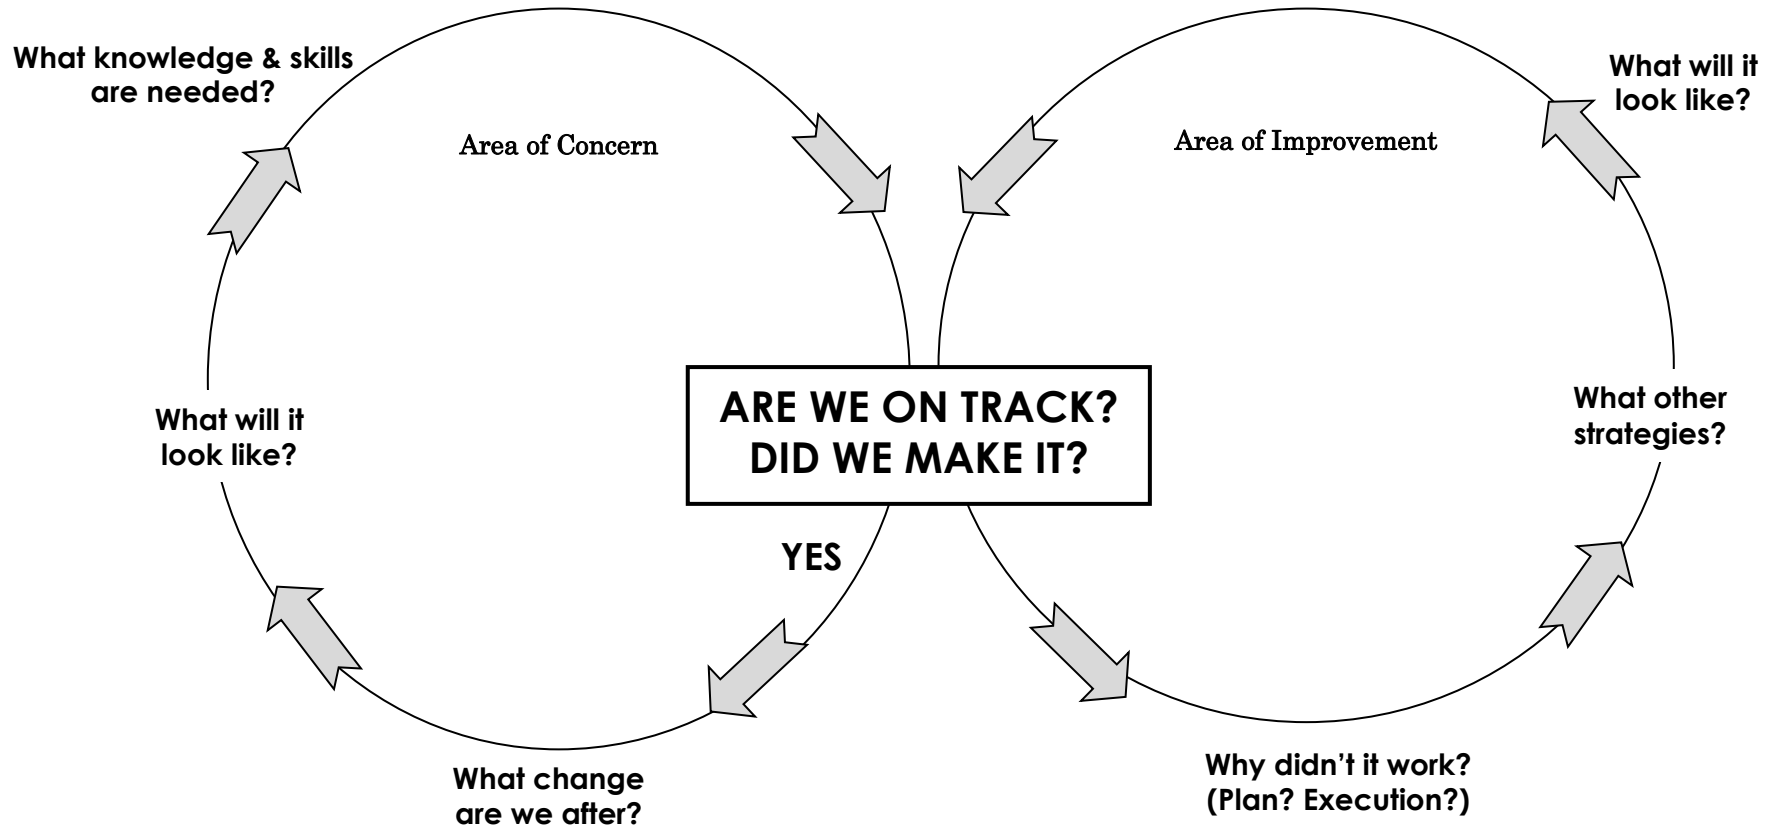 What knowledge & skills
are needed?
What will it
look like?
Area of Concern
Area of Improvement
ARE WE ON TRACK?
DID WE MAKE IT?
What will it
look like?
What other
strategies?
YES
What change
are we after?
Why didn’t it work?
(Plan? Execution?)